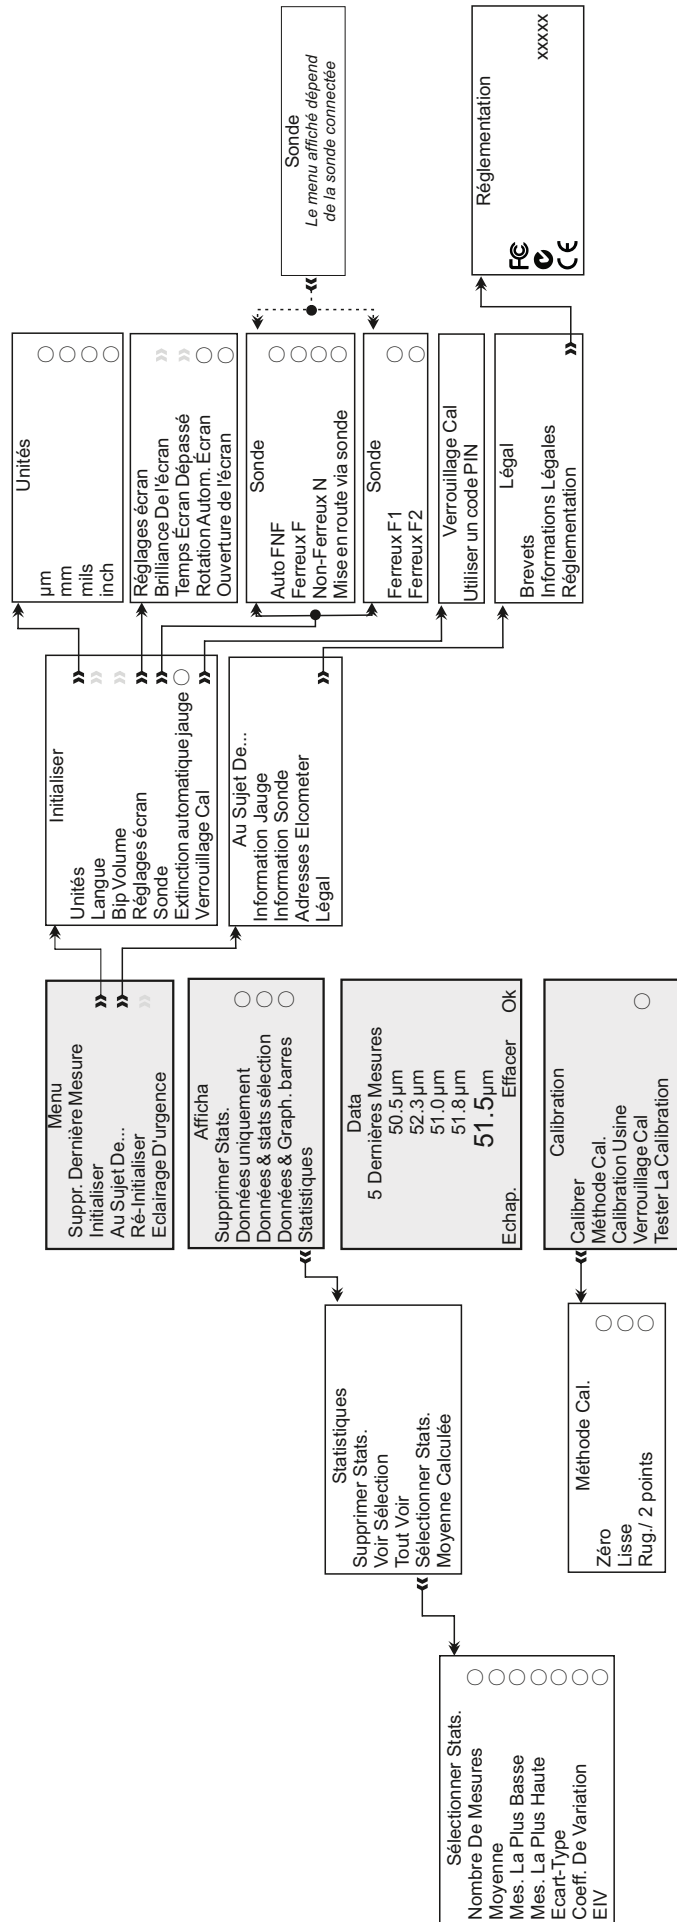 Menu
Suppr. Dernière Mesure
Initialiser
Au Sujet De...
Ré-Initialiser
Eclairage D'urgence
Initialiser
Unités
Langue
Bip Volume
Réglages écran
Sonde
Extinction automatique jauge
Verrouillage Cal
Unités
µm
mm
mils
inch
Réglages écran
Brilliance De l'écran
Temps Écran Dépassé
Rotation Autom. Écran
Ouverture de l'écran
Sonde
Auto FNF
Ferreux F
Non-Ferreux N
Mise en route via sonde
Sonde
Ferreux F1
Ferreux F2
Sonde
Le menu affiché dépend
de la sonde connectée
Verrouillage Cal
Utiliser un code PIN
Au Sujet De...
Information Jauge
Information Sonde
Adresses Elcometer
Légal
Légal
Brevets
Informations Légales
Réglementation
Réglementation
FC
CE
xxxxx
Afficha
Supprimer Stats.
Données uniquement
Données & stats sélection
Données & Graph. barres
Statistiques
Statistiques
Supprimer Stats.
Voir Sélection
Tout Voir
Sélectionner Stats.
Moyenne Calculée
Sélectionner Stats.
Nombre De Mesures
Moyenne
Mes. La Plus Basse
Mes. La Plus Haute
Ecart-Type
Coeff. De Variation
EIV
Data
5 Dernières Mesures
50.5 µm
52.3 µm
51.0 µm
51.8 µm
51.5 µm
Echap. Effacer Ok
Calibration
Calibrer
Méthode Cal.
Calibration Usine
Verrouillage Cal
Tester La Calibration
Méthode Cal.
Zéro
Lisse
Rug./ 2 points